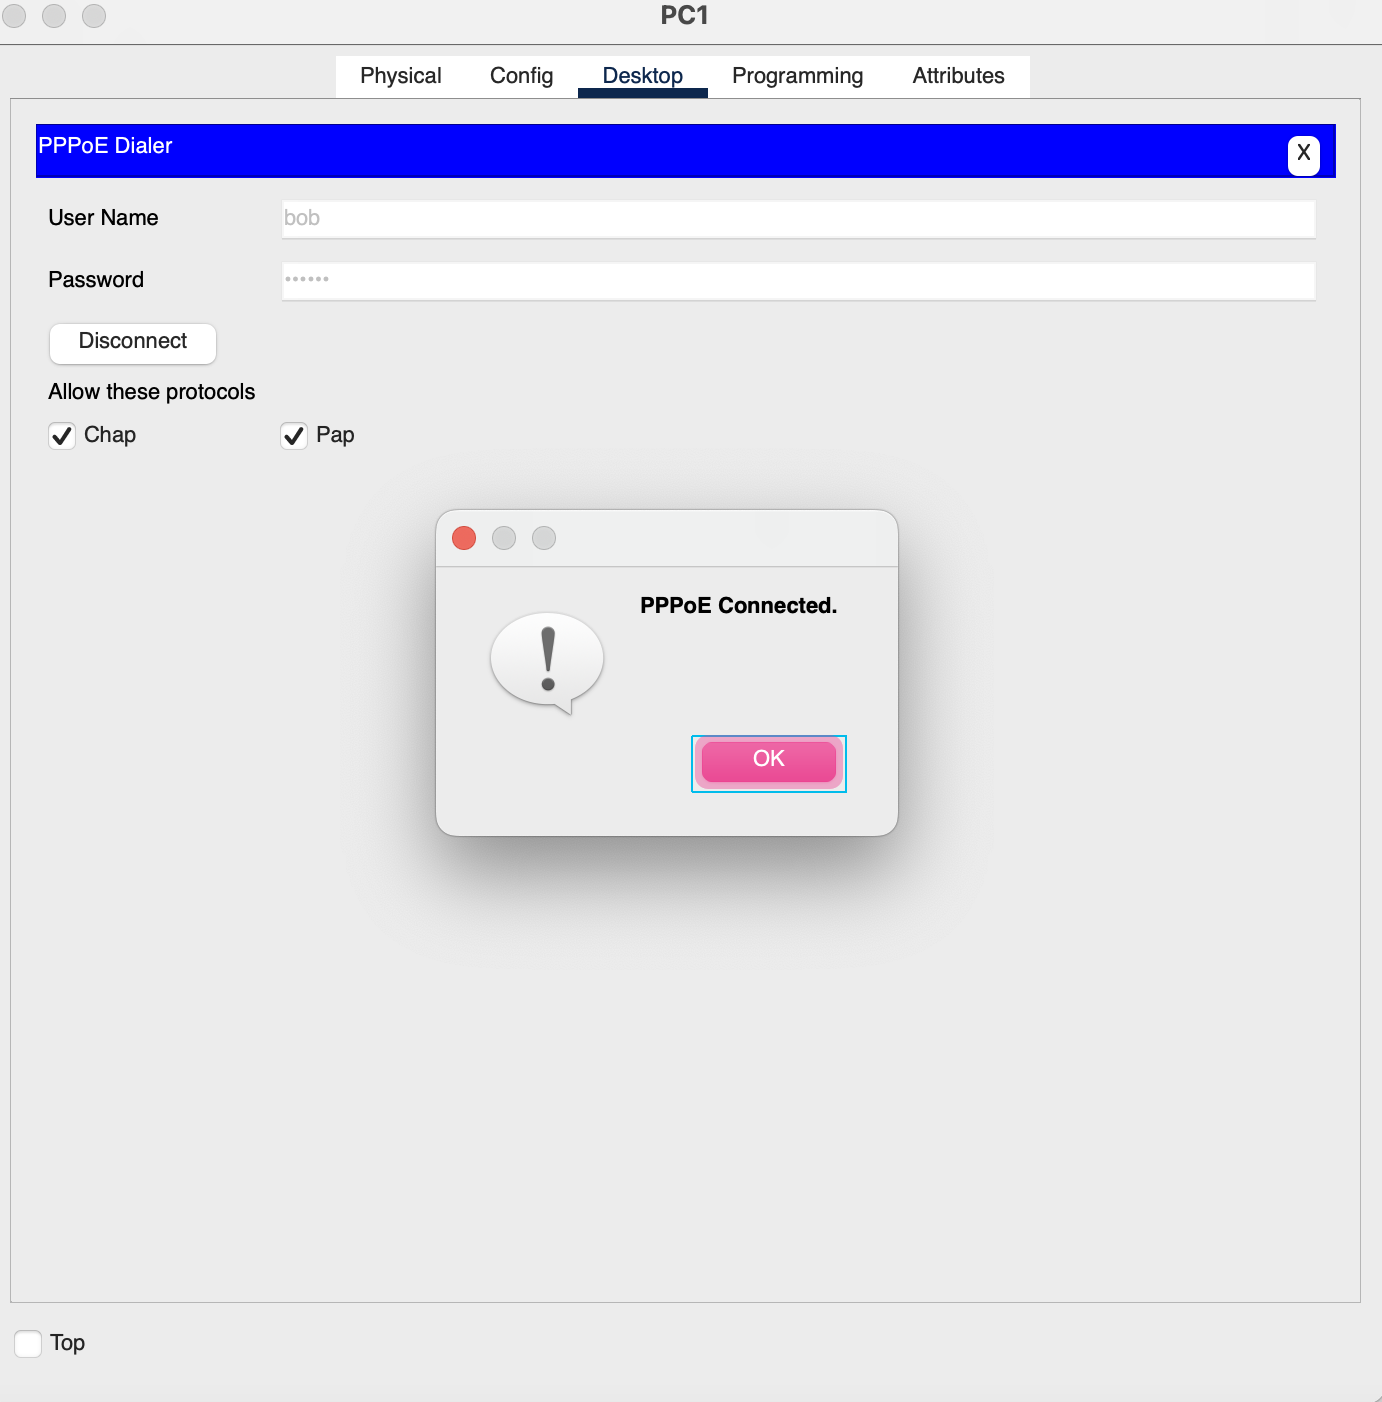 PC1
Physical Config Desktop Programming Attributes
PPPoE Dialer X
User Name bob
Password ••••••
Disconnect
Allow these protocols
Chap Pap
PPPoE Connected.
OK
Top